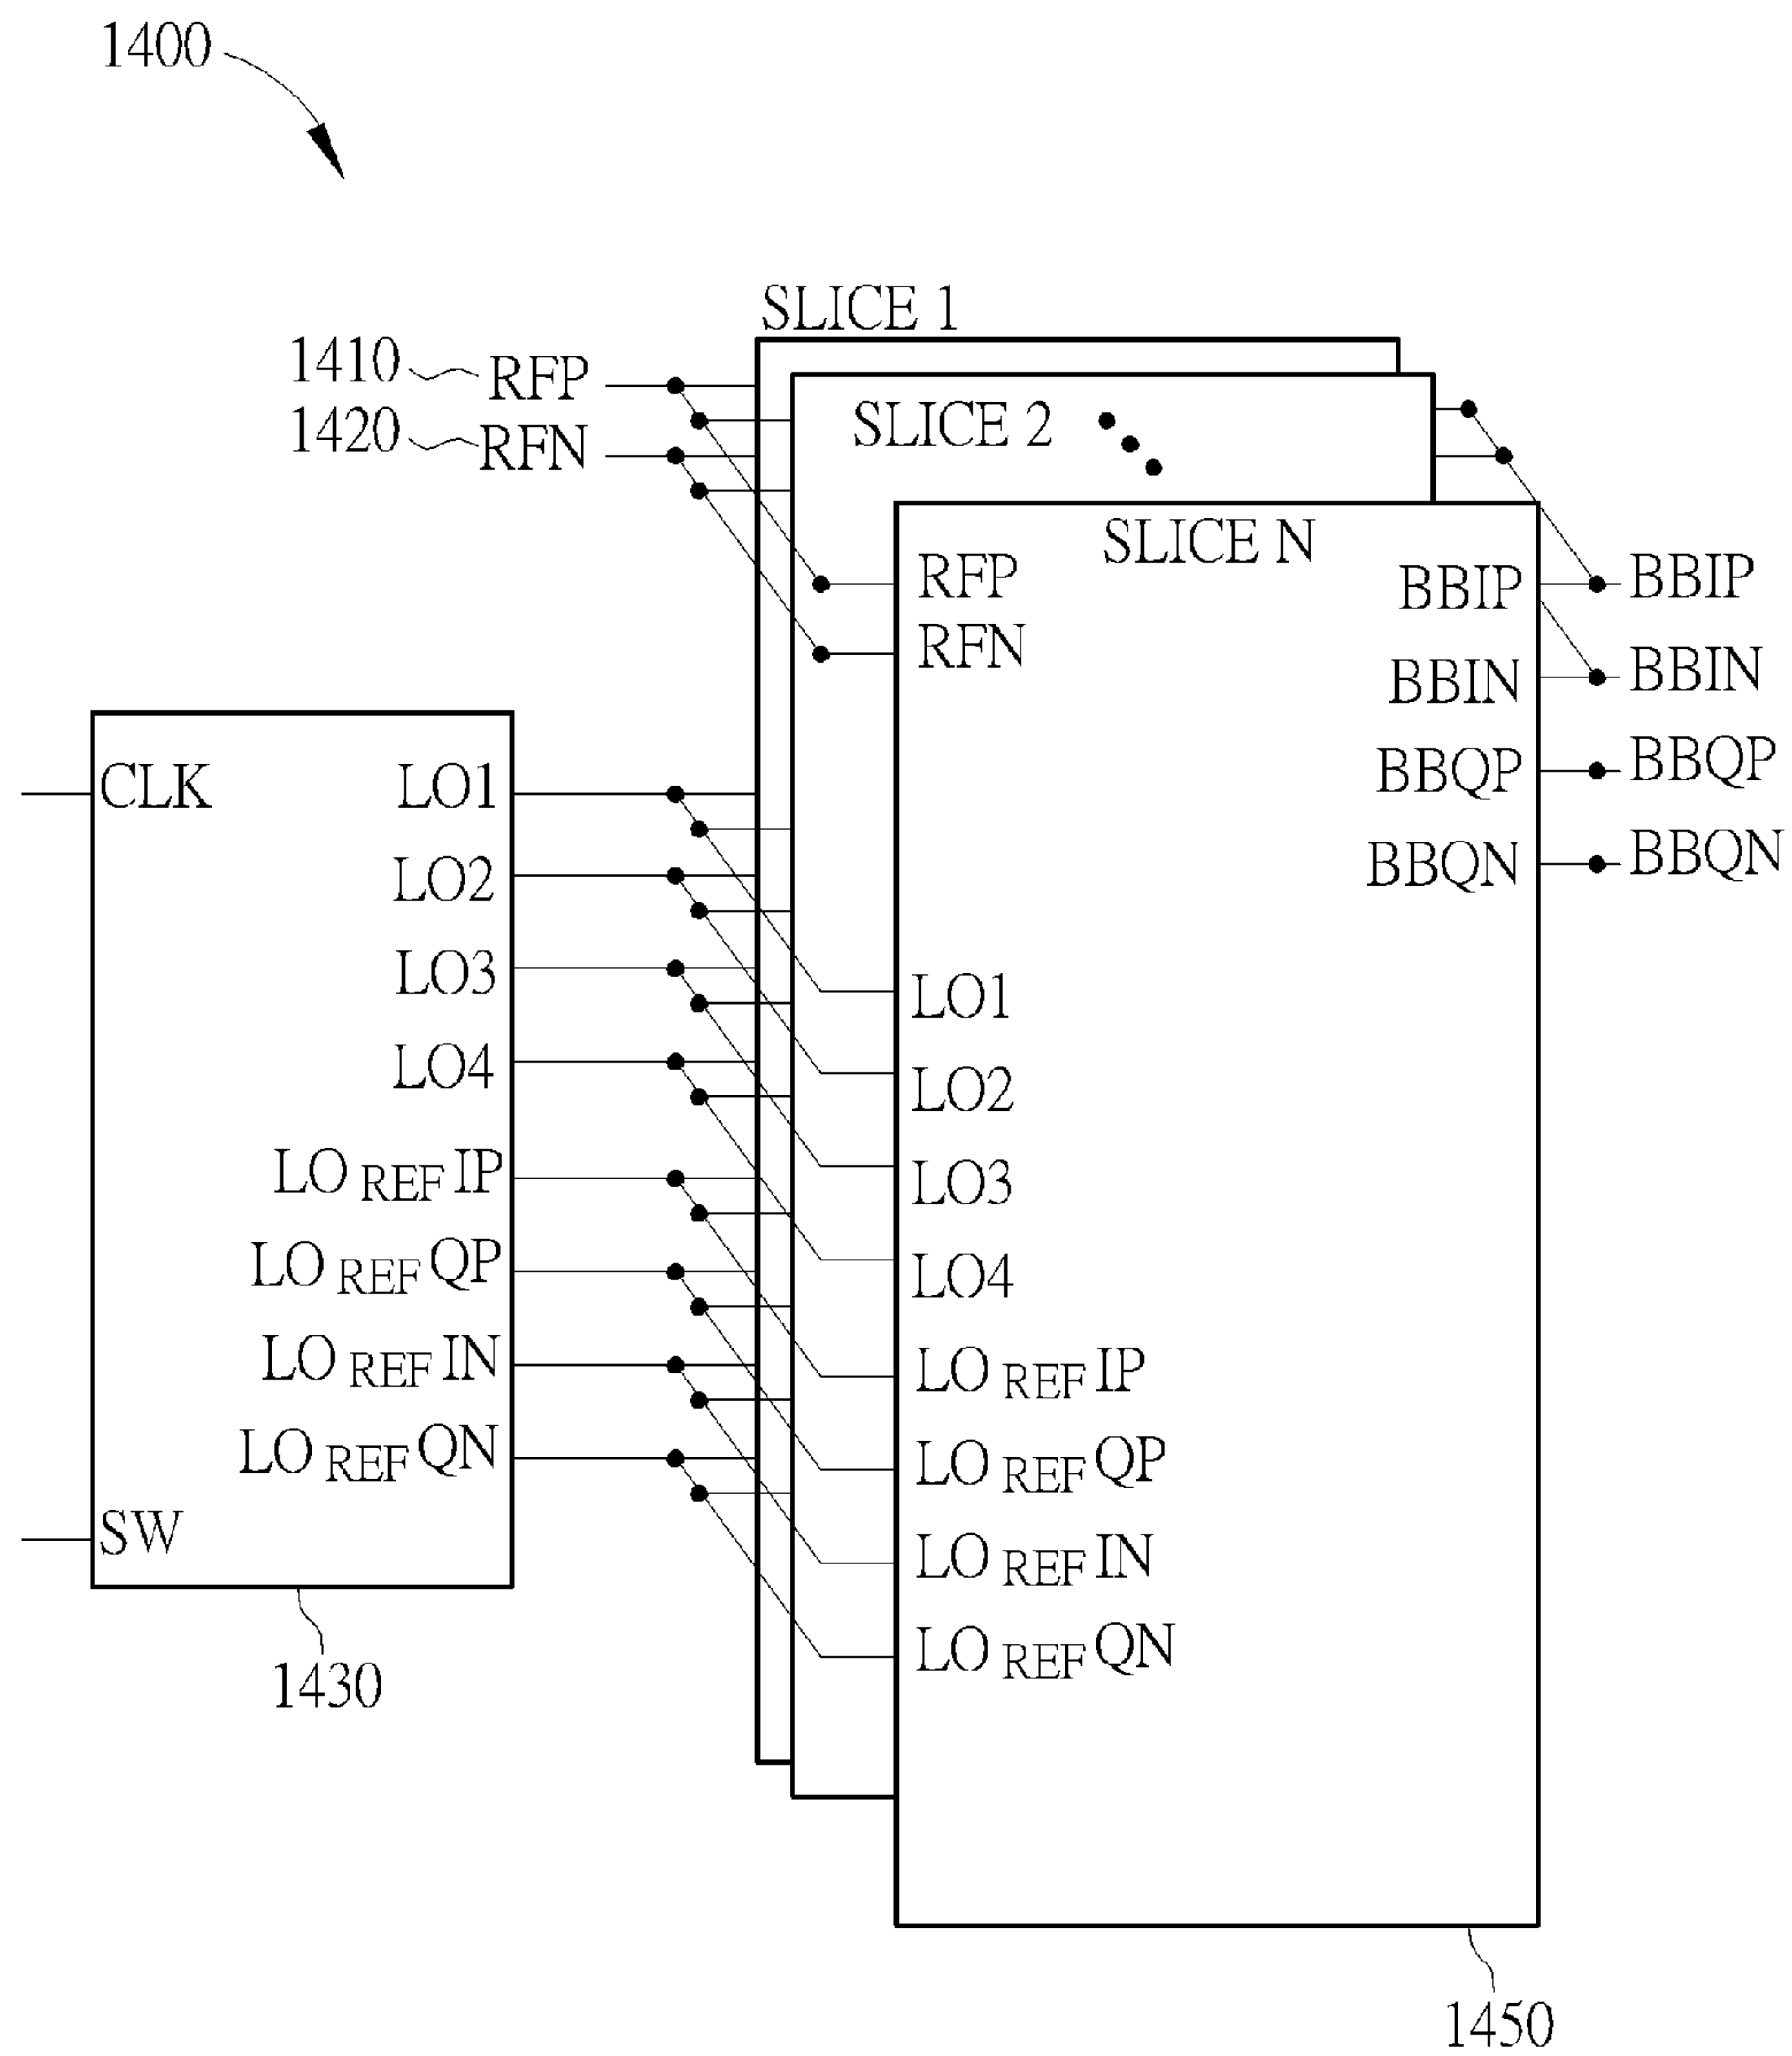 1400
SLICE 1
1410 RFP
1420 RFN
SLICE 2
SLICE N
RFP
RFN
BBIP BBIP
BBIN BBIN
BBQP BBQP
BBQN BBQN
CLK
LO1
LO2
LO3
LO4
LO REF IP
LO REF QP
LO REF IN
LO REF QN
SW
1430
LO1
LO2
LO3
LO4
LO REF IP
LO REF QP
LO REF IN
LO REF QN
1450